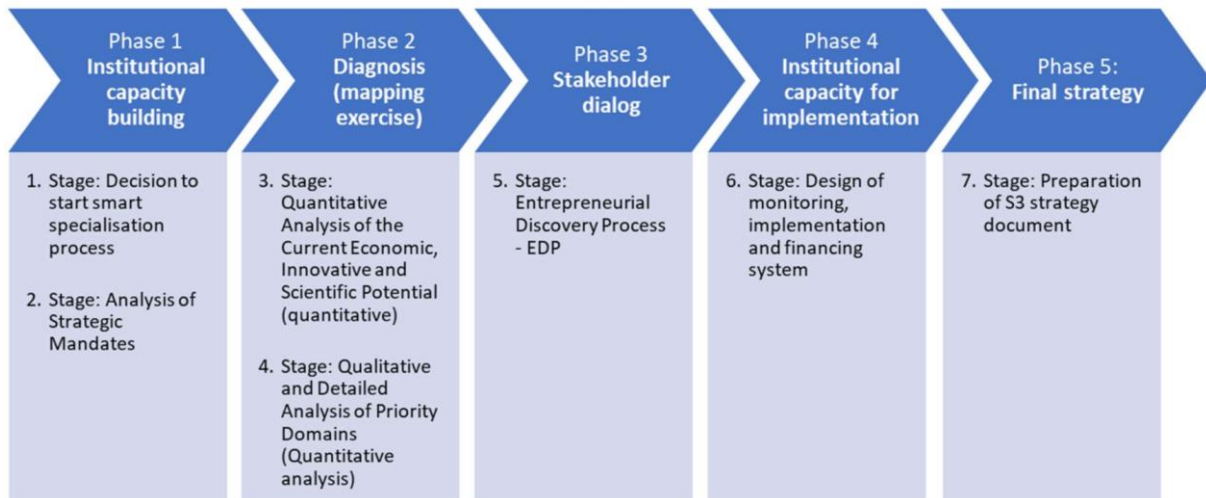 Phase 1
Institutional
capacity
building
Phase 2
Diagnosis
(mapping
exercise)
Phase 3
Stakeholder
dialog
Phase 4
Institutional
capacity for
implementation
Phase 5:
Final strategy
1. Stage: Decision to
start smart
specialisation
process
2. Stage: Analysis of
Strategic
Mandates
3. Stage:
Quantitative
Analysis of the
Current Economic,
Innovative and
Scientific Potential
(quantitative)
4. Stage: Qualitative
and Detailed
Analysis of Priority
Domains
(Quantitative
analysis)
5. Stage:
Entrepreneurial
Discovery Process
- EDP
6. Stage: Design of
monitoring,
implementation
and financing
system
7. Stage: Preparation
of S3 strategy
document